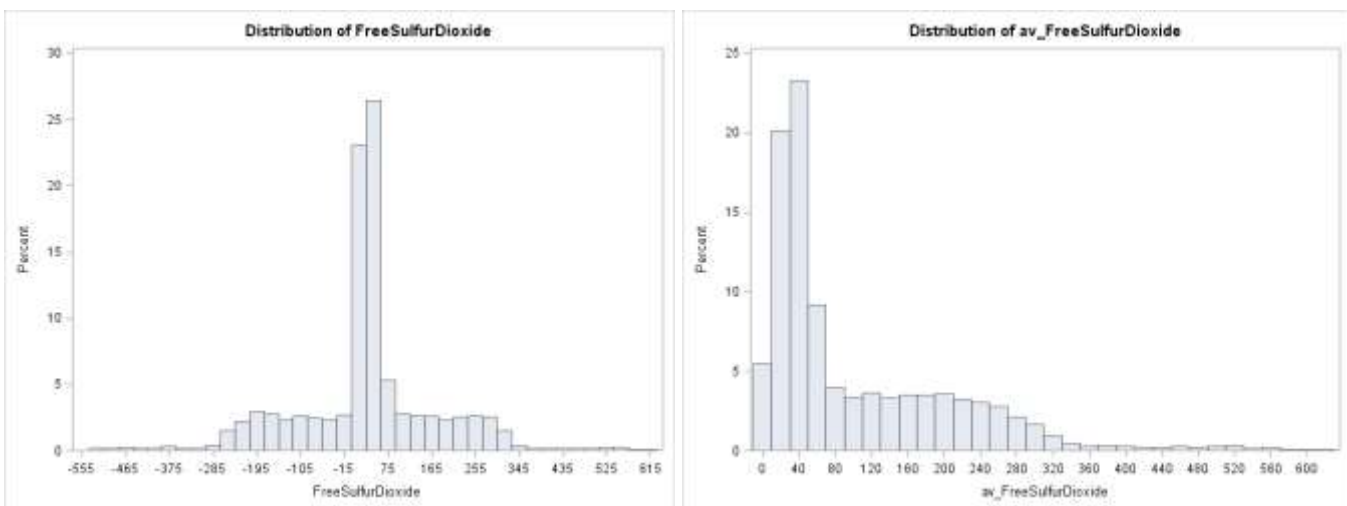 Distribution of FreeSulfurDioxide
30
25
20
15
10
5
0
Percent
-555 -465 -375 -285 -195 -105 -15 75 165 255 345 435 525 615
FreeSulfurDioxide
Distribution of av_FreeSulfurDioxide
25
20
15
10
5
0
Percent
0 40 80 120 160 200 240 280 320 360 400 440 480 520 560 600
av_FreeSulfurDioxide